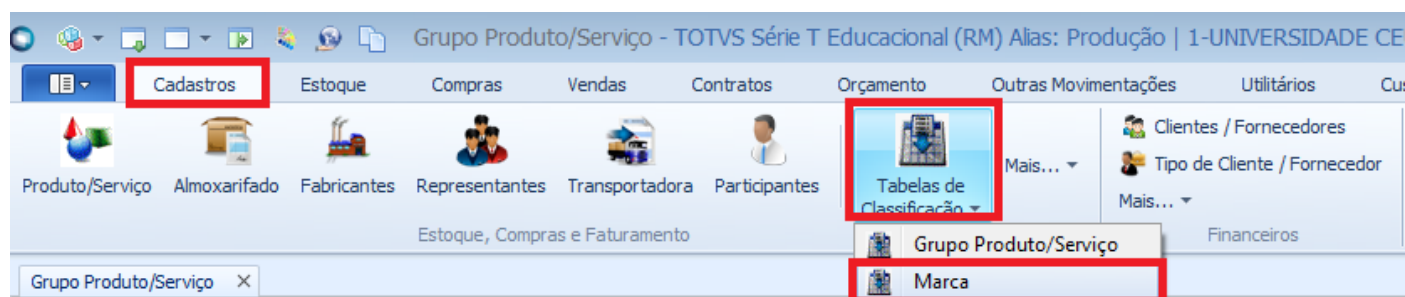 Grupo Produto/Serviço - TOTVS Série T Educacional (RM) Alias: Produção | 1-UNIVERSIDADE CE
Cadastros Estoque Compras Vendas Contratos Orçamento Outras Movimentações Utilitários Cus
Produto/Serviço Almoxarifado Fabricantes Representantes Transportadora Participantes Tabelas de Classificação Mais...
Clientes / Fornecedores
Tipo de Cliente / Fornecedor
Mais...
Estoque, Compras e Faturamento
Financeiros
Grupo Produto/Serviço
Marca
Grupo Produto/Serviço X